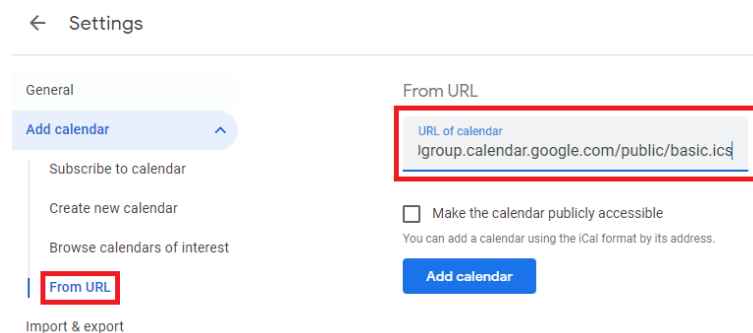 Settings
General
Add calendar
Subscribe to calendar
Create new calendar
Browse calendars of interest
From URL
Import & export
From URL
URL of calendar
group.calendar.google.com/public/basic.ics
Make the calendar publicly accessible
You can add a calendar using the iCal format by its address.
Add calendar